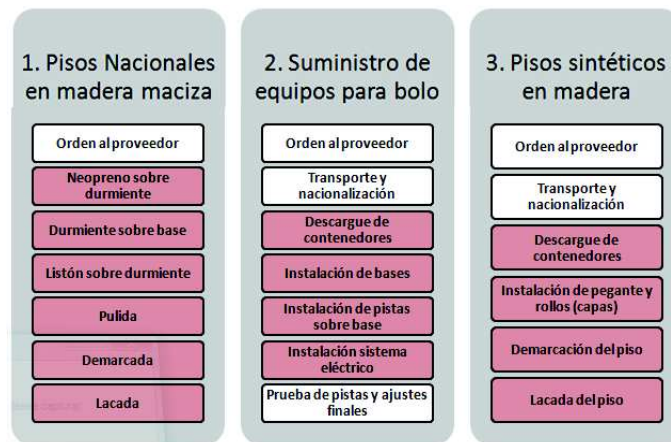 1. Pisos Nacionales
en madera maciza
Orden al proveedor
Neopreno sobre
durmiente
Durmiente sobre base
Listón sobre durmiente
Pulida
Demarcada
Lacada
2. Suministro de
equipos para bolo
Orden al proveedor
Transporte y
nacionalización
Descargue de
contenedores
Instalación de bases
Instalación de pistas
sobre base
Instalación sistema
eléctrico
Prueba de pistas y ajustes
finales
3. Pisos sintéticos
en madera
Orden al proveedor
Transporte y
nacionalización
Descargue de
contenedores
Instalación de pegante y
rollos (capas)
Demarcación del piso
Lacada del piso